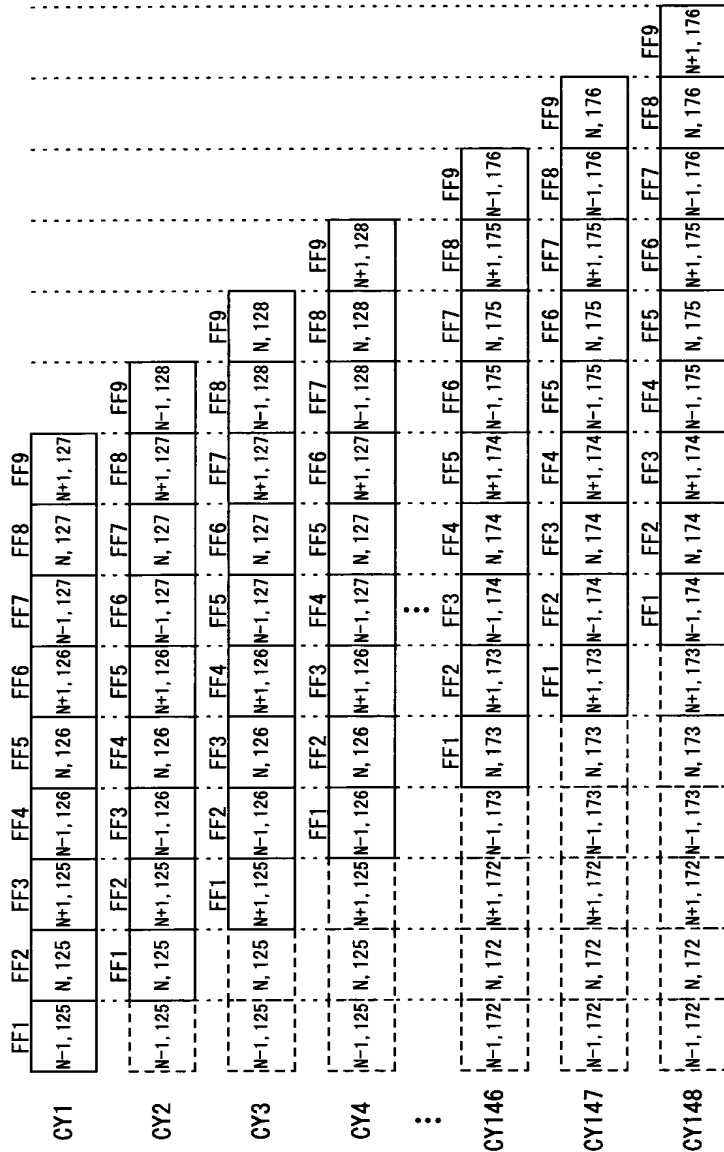 FF1 FF2 FF3 FF4 FF5 FF6 FF7 FF8 FF9
CY1 N-1, 125 N, 125 N+1, 125 N-1, 126 N, 126 N+1, 126 N-1, 127 N, 127 N+1, 127
FF1 FF2 FF3 FF4 FF5 FF6 FF7 FF8 FF9
CY2 N-1, 125 N, 125 N+1, 125 N-1, 126 N, 126 N+1, 126 N-1, 127 N, 127 N+1, 127 N-1, 128
FF1 FF2 FF3 FF4 FF5 FF6 FF7 FF8 FF9
CY3 N-1, 125 N, 125 N+1, 125 N-1, 126 N, 126 N+1, 126 N-1, 127 N, 127 N+1, 127 N-1, 128 N, 128
FF1 FF2 FF3 FF4 FF5 FF6 FF7 FF8 FF9
CY4 N-1, 125 N, 125 N+1, 125 N-1, 126 N, 126 N+1, 126 N-1, 127 N, 127 N+1, 127 N-1, 128 N, 128 N+1, 128
... ...
FF1 FF2 FF3 FF4 FF5 FF6 FF7 FF8 FF9
CY146 N-1, 172 N, 172 N+1, 172 N-1, 173 N, 173 N+1, 173 N-1, 174 N, 174 N+1, 174 N-1, 175 N, 175 N+1, 175 N-1, 176
FF1 FF2 FF3 FF4 FF5 FF6 FF7 FF8 FF9
CY147 N-1, 172 N, 172 N+1, 172 N-1, 173 N, 173 N+1, 173 N-1, 174 N, 174 N+1, 174 N-1, 175 N, 175 N+1, 175 N-1, 176 N, 176
FF1 FF2 FF3 FF4 FF5 FF6 FF7 FF8 FF9
CY148 N-1, 172 N, 172 N+1, 172 N-1, 173 N, 173 N+1, 173 N-1, 174 N, 174 N+1, 174 N-1, 175 N, 175 N+1, 175 N-1, 176 N, 176 N+1, 176